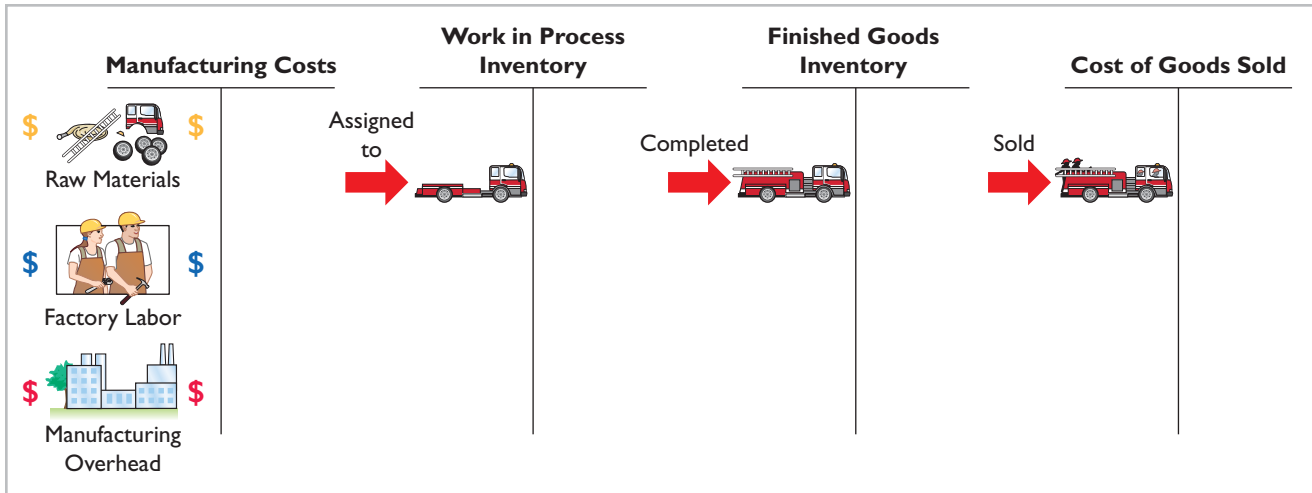 Manufacturing Costs
Work in Process
Inventory
Finished Goods
Inventory
Cost of Goods Sold
$ $
Raw Materials
Assigned
to
Completed
Sold
$ $
Factory Labor
$ $
Manufacturing
Overhead